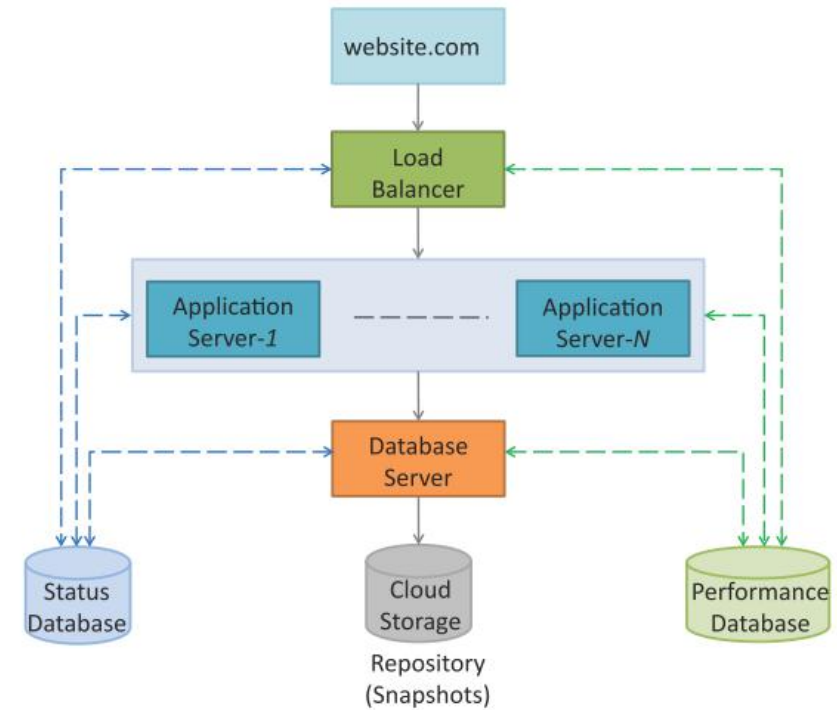 website.com
Load
Balancer
Application
Server-1
Application
Server-N
Database
Server
Status
Database
Cloud
Storage
Performance
Database
Repository
(Snapshots)